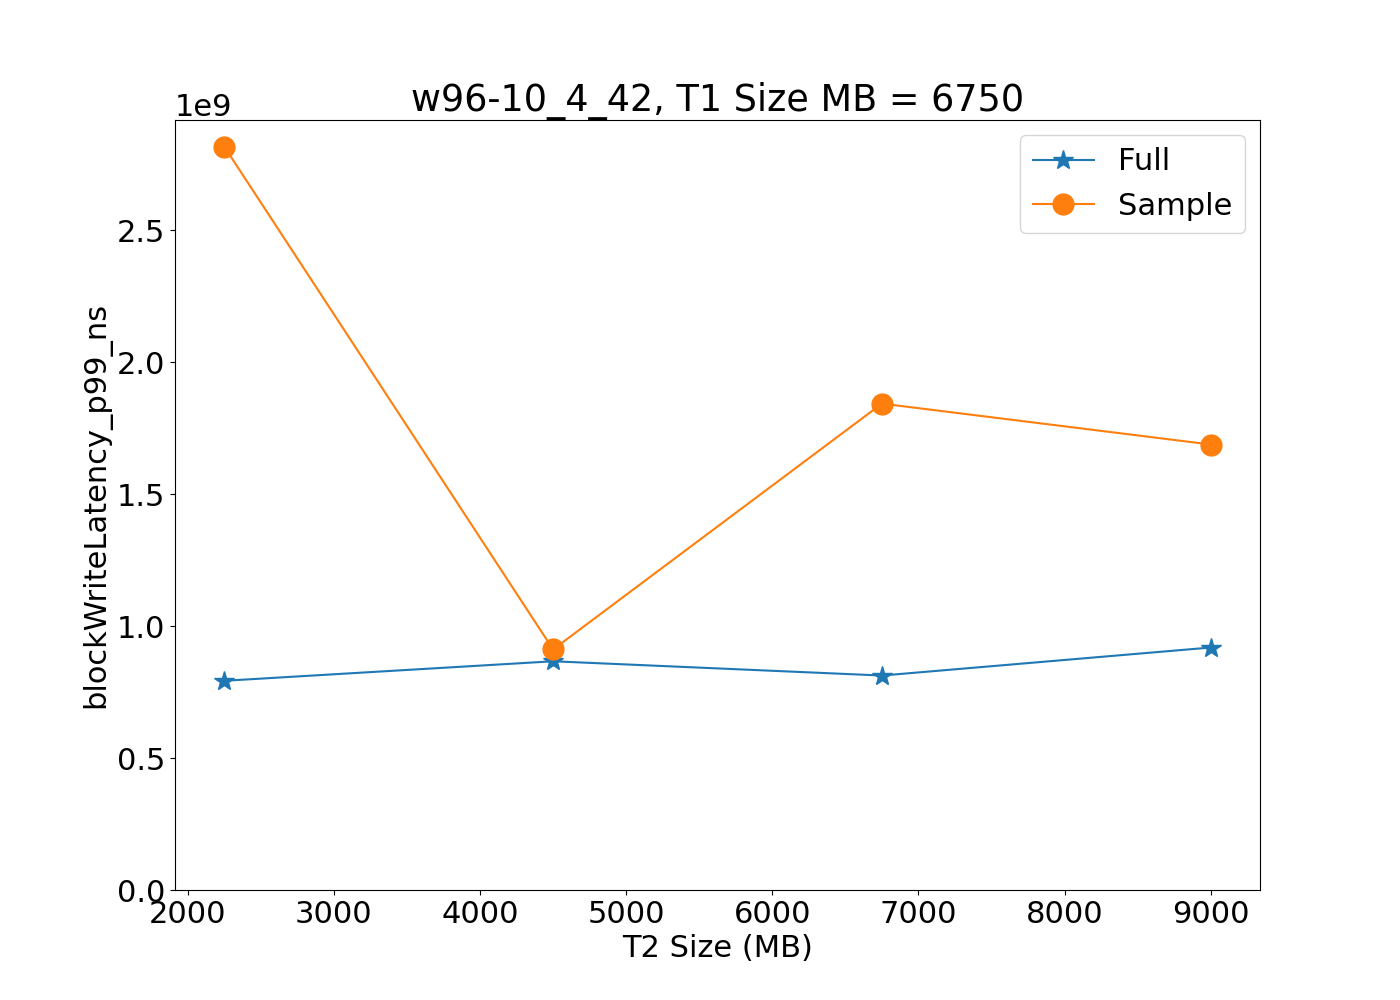 w96-10_4_42, T1 Size MB = 6750
1e9
Full
Sample
2.5
2.0
1.5
1.0
0.5
0.0
blockWriteLatency_p99_ns
2000 3000 4000 5000 6000 7000 8000 9000
T2 Size (MB)